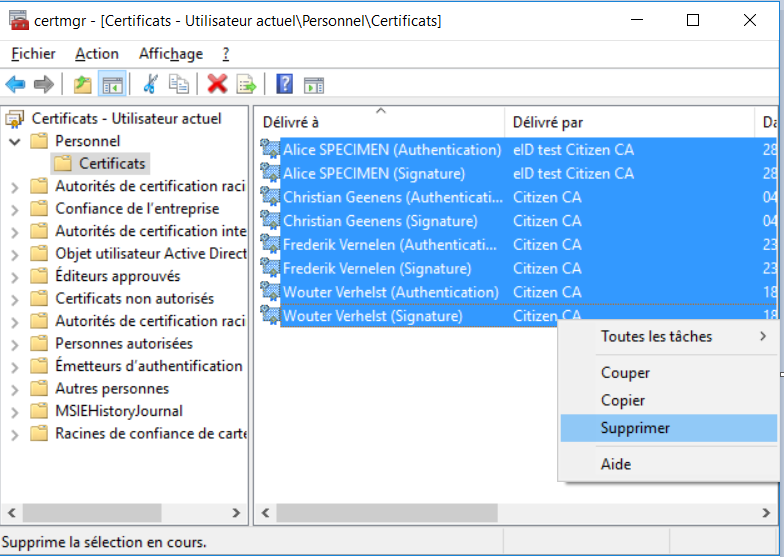 certmgr - [Certificats - Utilisateur actuel\Personnel\Certificats]
Fichier Action Affichage ?
Certificats - Utilisateur actuel
Personnel
Certificats
Autorités de certification raci
Confiance de l'entreprise
Autorités de certification inte
Objet utilisateur Active Direct
Éditeurs approuvés
Certificats non autorisés
Autorités de certification raci
Personnes autorisées
Émetteurs d'authentification
Autres personnes
MSIEHistoryJournal
Racines de confiance de carte
Délivré à Délivré par Da
Alice SPECIMEN (Authentication) eID test Citizen CA 28
Alice SPECIMEN (Signature) eID test Citizen CA 28
Christian Geenens (Authenticati... Citizen CA 04
Christian Geenens (Signature) Citizen CA 04
Frederik Vernelen (Authenticati... Citizen CA 23
Frederik Vernelen (Signature) Citizen CA 23
Wouter Verhelst (Authentication) Citizen CA 18
Wouter Verhelst (Signature) Citizen CA 18
Toutes les tâches
Couper
Copier
Supprimer
Aide
Supprime la sélection en cours.